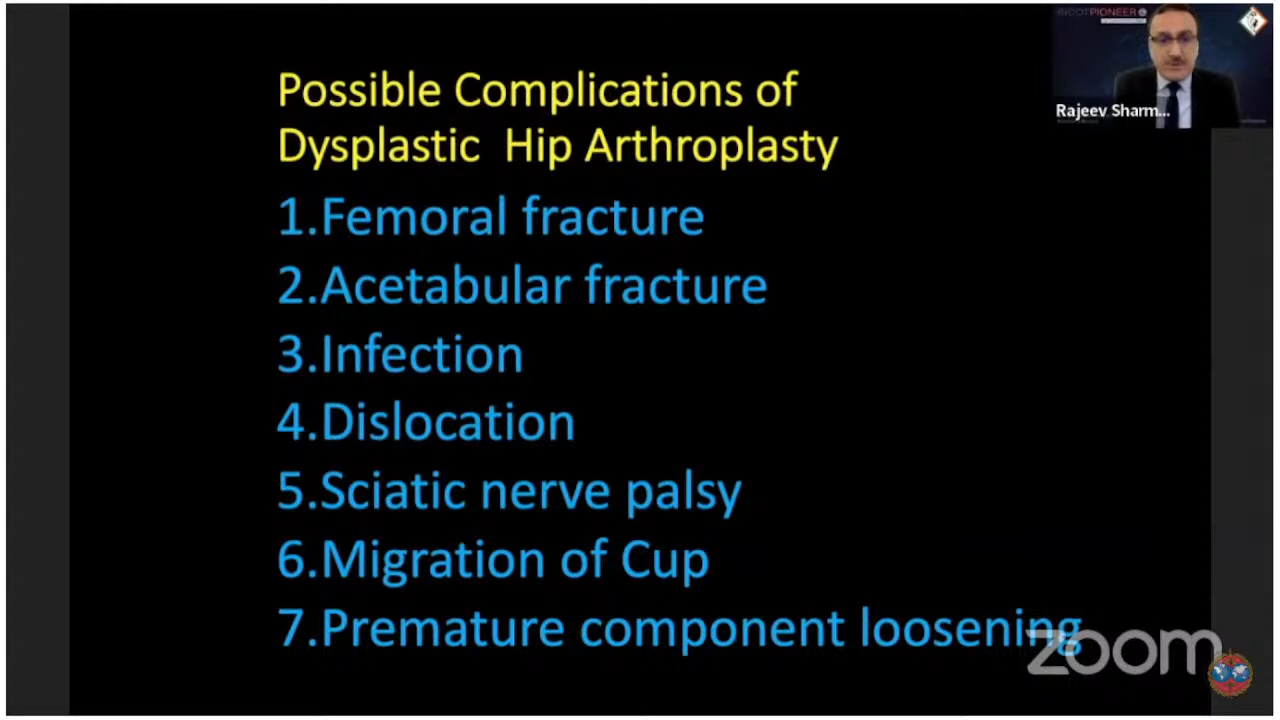 Possible Complications of
Dysplastic Hip Arthroplasty
1.Femoral fracture
2.Acetabular fracture
3.Infection
4.Dislocation
5.Sciatic nerve palsy
6.Migration of Cup
7.Premature component loosening
PIONEER
Rajeev Sharm...
zoom